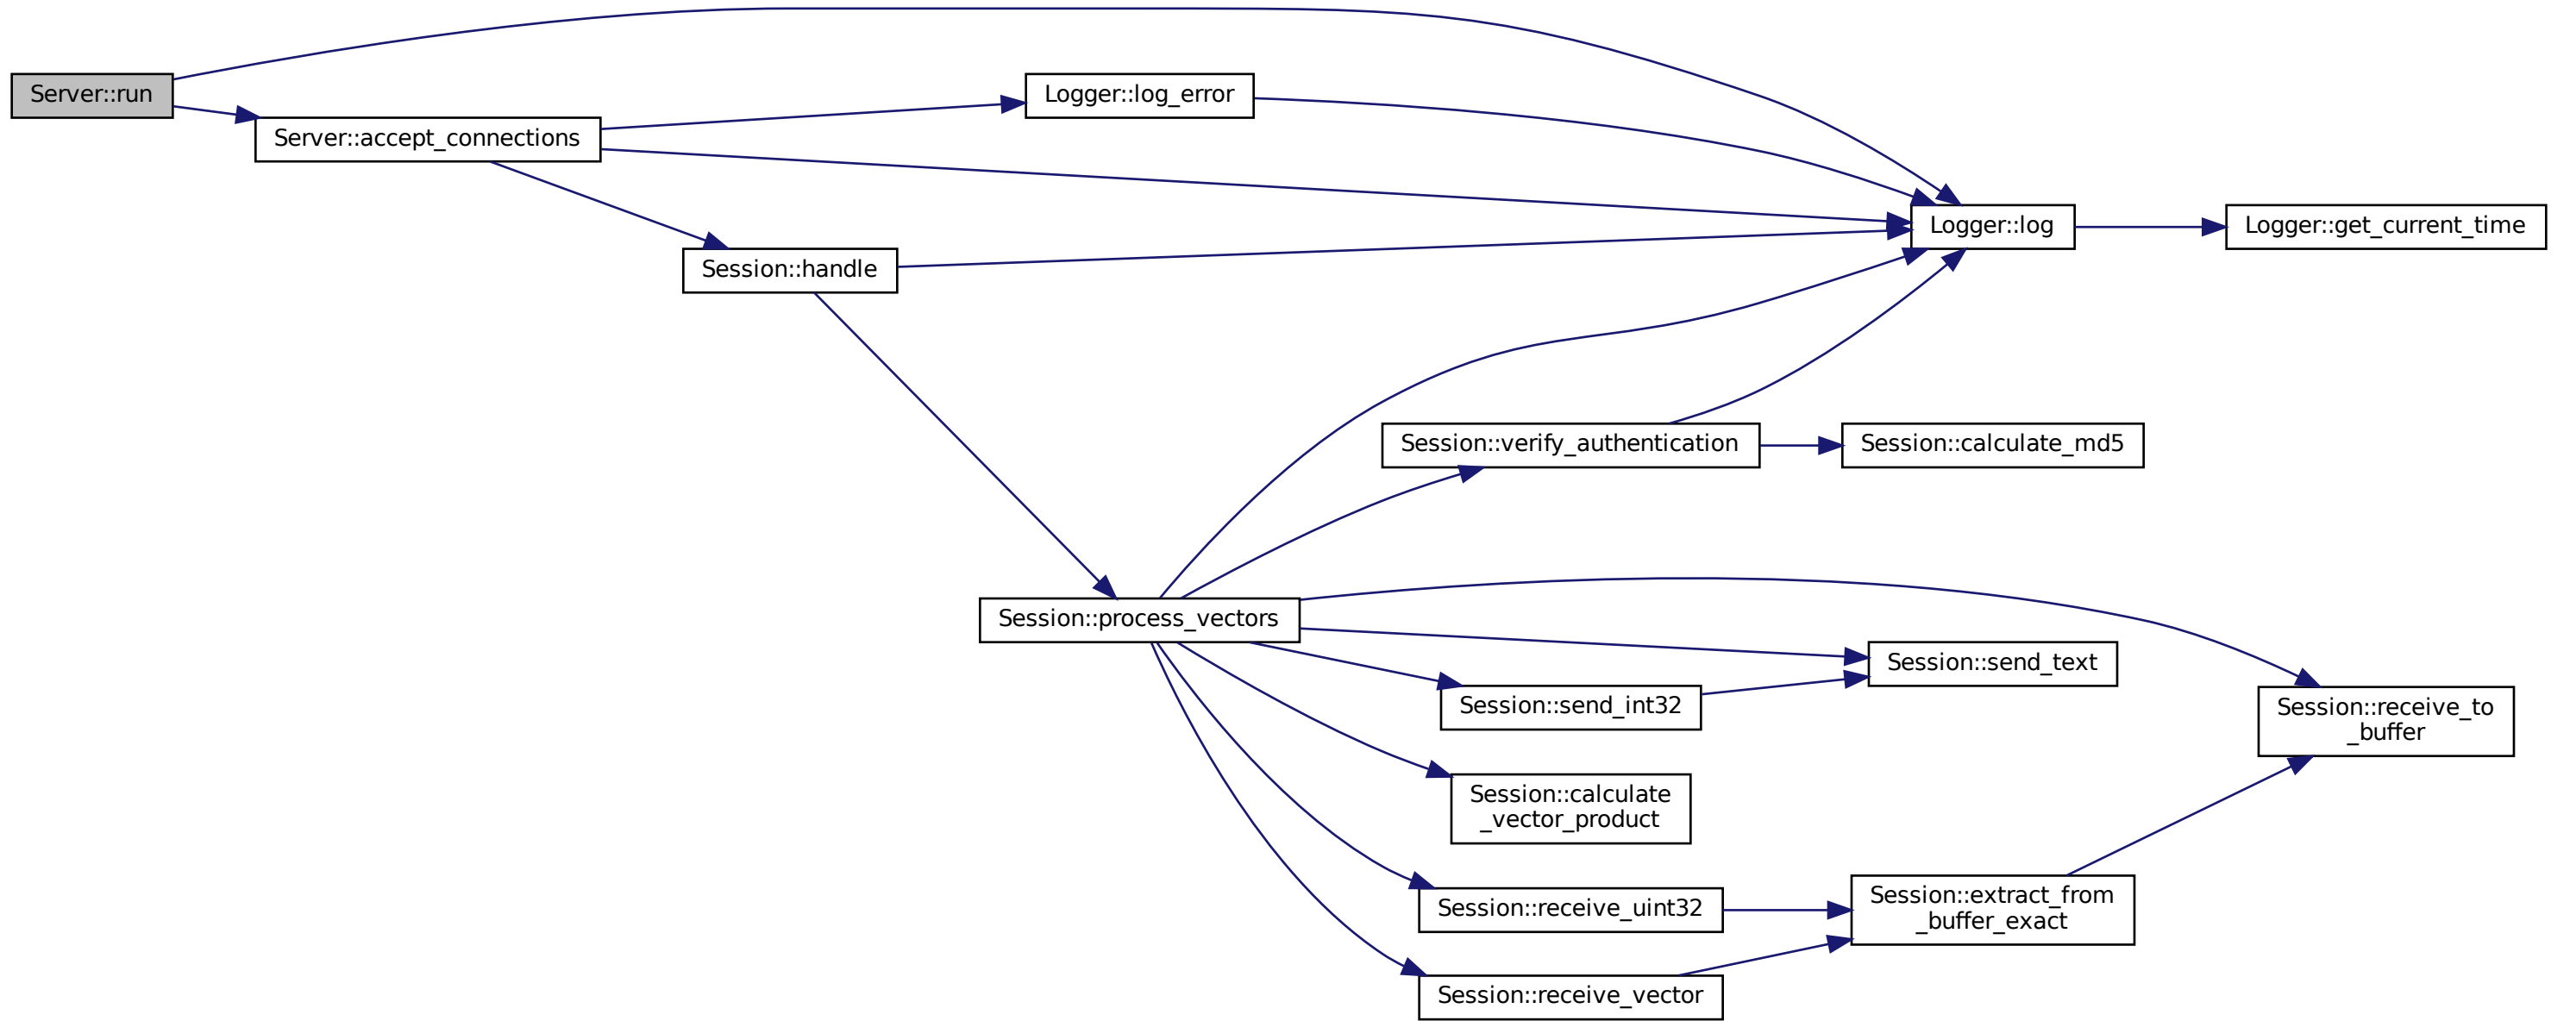 Server::run
Logger::log_error
Server::accept_connections
Logger::log
Logger::get_current_time
Session::handle
Session::verify_authentication
Session::calculate_md5
Session::process_vectors
Session::send_text
Session::send_int32
Session::receive_to
_buffer
Session::calculate
_vector_product
Session::receive_uint32
Session::extract_from
_buffer_exact
Session::receive_vector